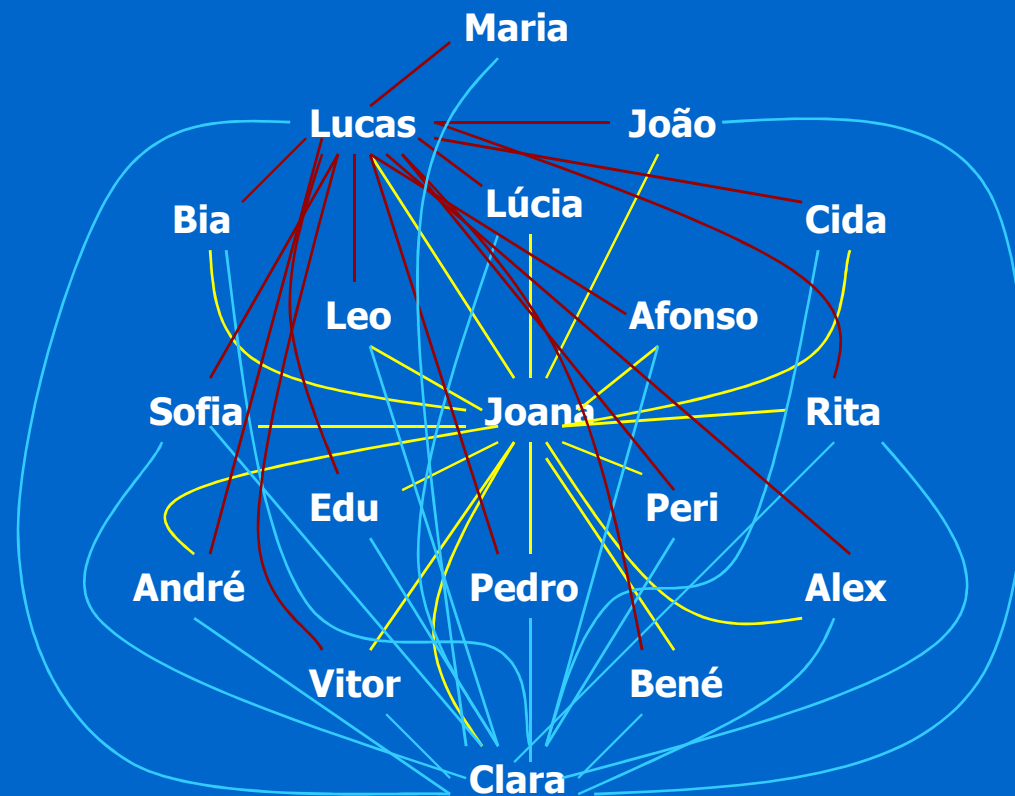 Maria
Lucas
João
Bia
Lúcia
Cida
Leo
Afonso
Sofia
Joana
Rita
Edu
Peri
André
Pedro
Alex
Vitor
Bené
Clara